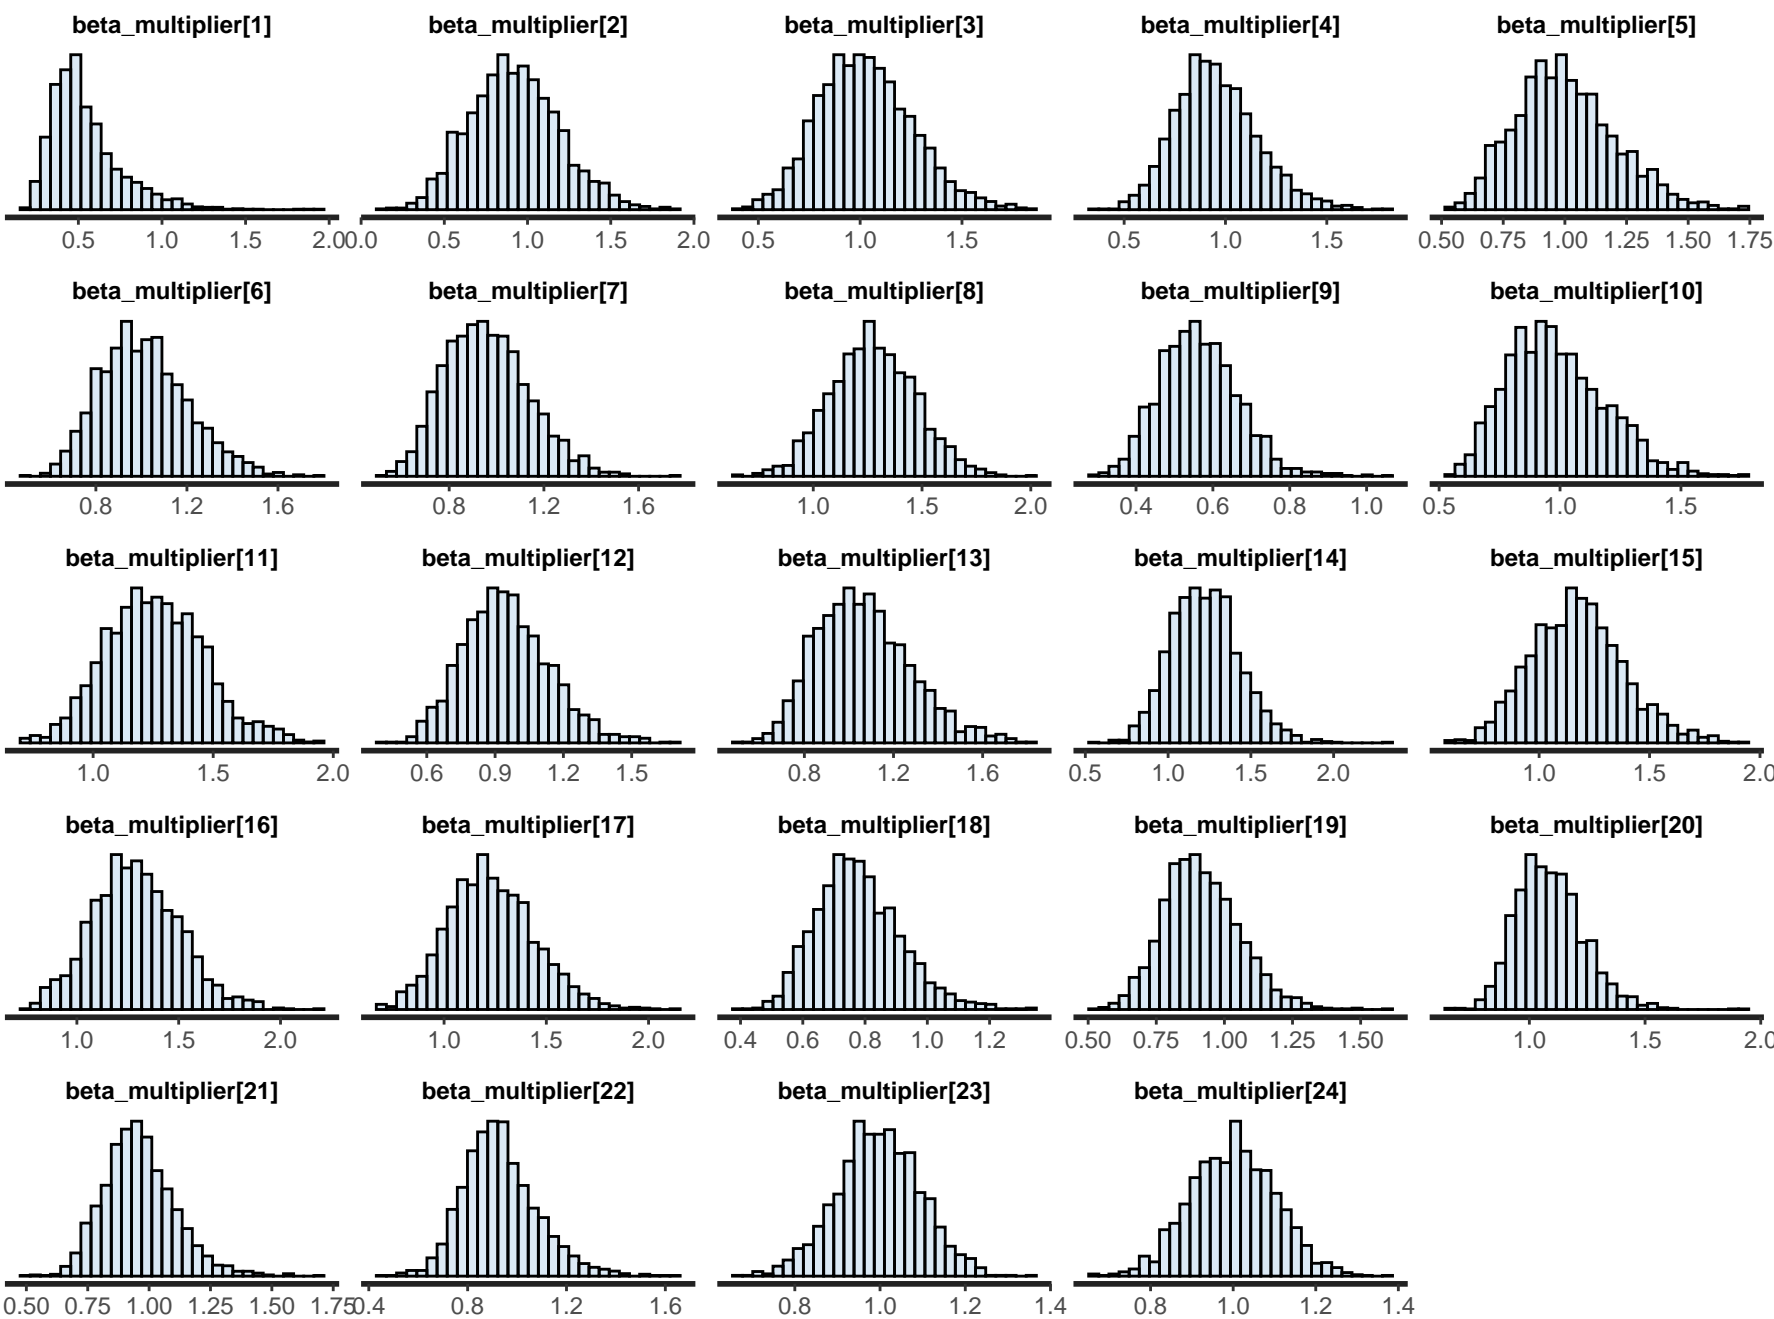 beta_multiplier[1] beta_multiplier[2] beta_multiplier[3] beta_multiplier[4] beta_multiplier[5]
0.5 1.0 1.5 2.0 0.0 0.5 1.0 1.5 2.0 0.5 1.0 1.5 0.5 1.0 1.5 0.50 0.75 1.00 1.25 1.50 1.75
beta_multiplier[6] beta_multiplier[7] beta_multiplier[8] beta_multiplier[9] beta_multiplier[10]
0.8 1.2 1.6 0.8 1.2 1.6 1.0 1.5 2.0 0.4 0.6 0.8 1.0 0.5 1.0 1.5
beta_multiplier[11] beta_multiplier[12] beta_multiplier[13] beta_multiplier[14] beta_multiplier[15]
1.0 1.5 2.0 0.6 0.9 1.2 1.5 0.8 1.2 1.6 0.5 1.0 1.5 2.0 1.0 1.5 2.0
beta_multiplier[16] beta_multiplier[17] beta_multiplier[18] beta_multiplier[19] beta_multiplier[20]
1.0 1.5 2.0 1.0 1.5 2.0 0.4 0.6 0.8 1.0 1.2 0.50 0.75 1.00 1.25 1.50 1.0 1.5 2.0
beta_multiplier[21] beta_multiplier[22] beta_multiplier[23] beta_multiplier[24]
0.50 0.75 1.00 1.25 1.50 1.75 0.4 0.8 1.2 1.6 0.8 1.0 1.2 1.4 0.8 1.0 1.2 1.4